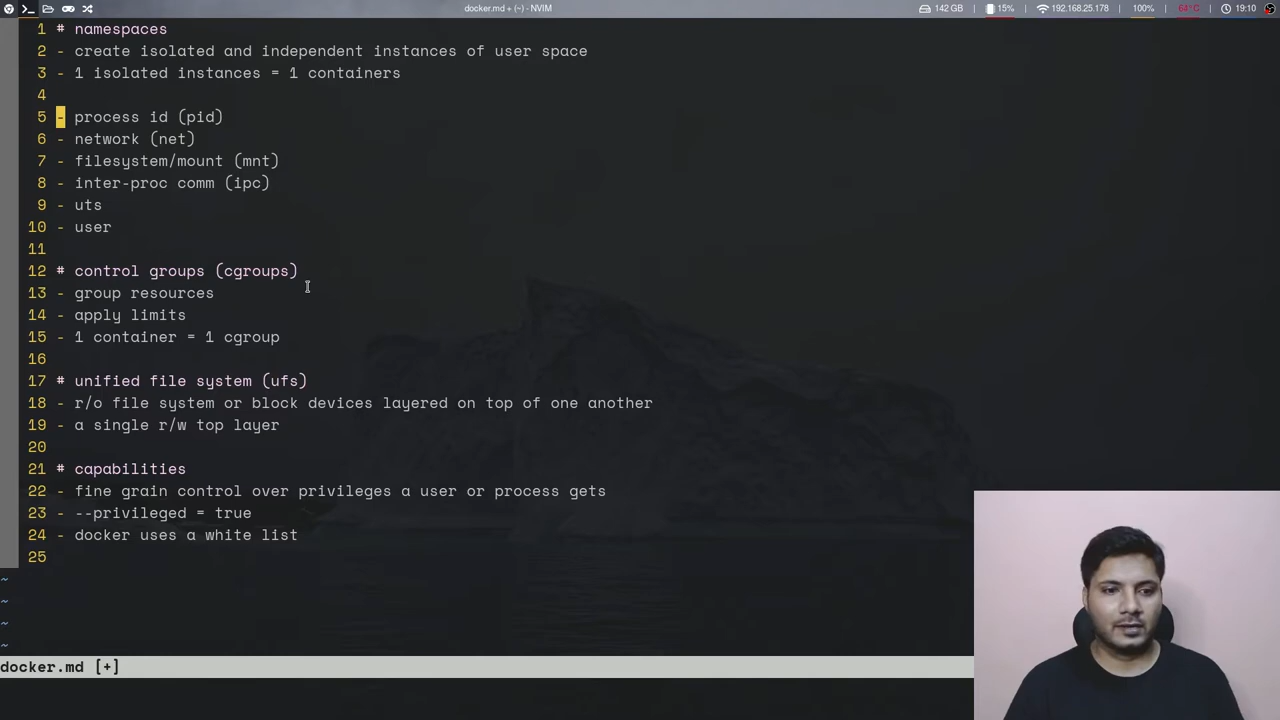 docker.md + (~) - NVIM
142 GB
15%
192.168.25.178
100%
64°C
19:10
1 # namespaces
2 - create isolated and independent instances of user space
3 - 1 isolated instances = 1 containers
4
5 - process id (pid)
6 - network (net)
7 - filesystem/mount (mnt)
8 - inter-proc comm (ipc)
9 - uts
10 - user
11
12 # control groups (cgroups)
13 - group resources
14 - apply limits
15 - 1 container = 1 cgroup
16
17 # unified file system (ufs)
18 - r/o file system or block devices layered on top of one another
19 - a single r/w top layer
20
21 # capabilities
22 - fine grain control over privileges a user or process gets
23 - --privileged = true
24 - docker uses a white list
25
~
~
~
~
docker.md [+]